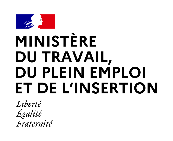 MINISTÈRE
DU TRAVAIL,
DU PLEIN EMPLOI
ET DE L'INSERTION
Liberté
Égalité
Fraternité